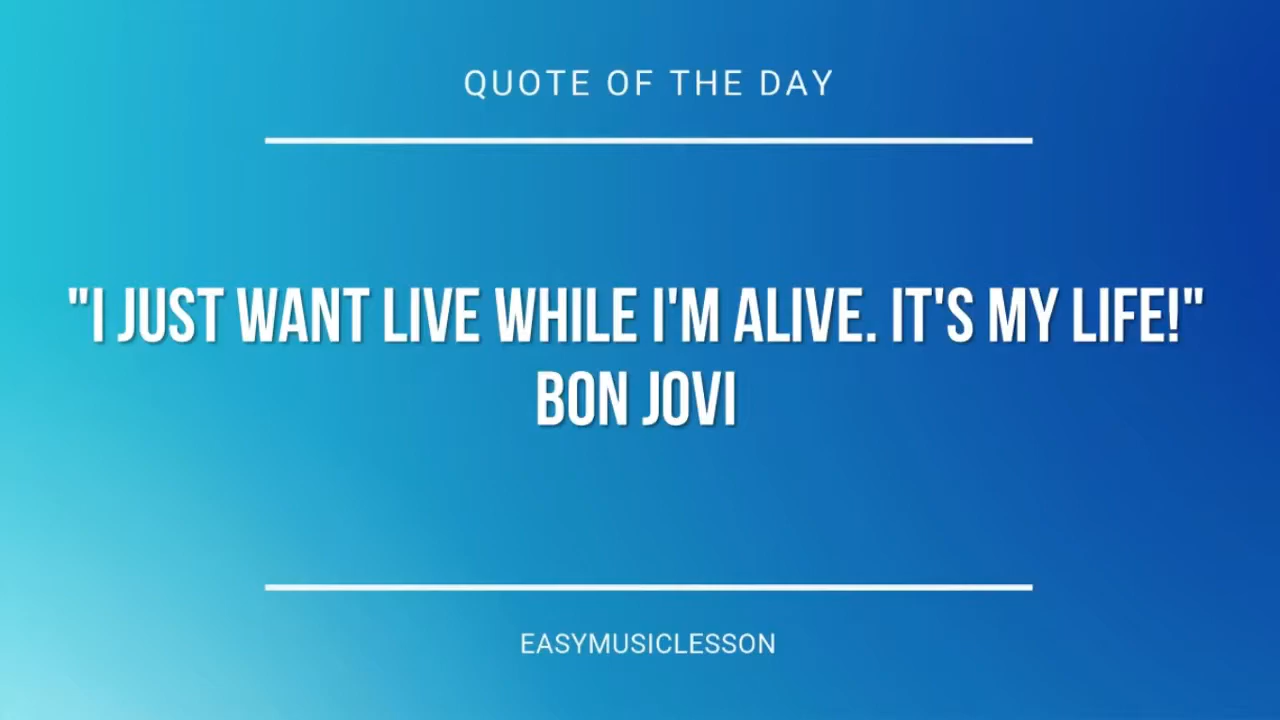 QUOTE OF THE DAY
"I JUST WANT LIVE WHILE I'M ALIVE. IT'S MY LIFE!"
BON JOVI
EASYMUSICLESSON